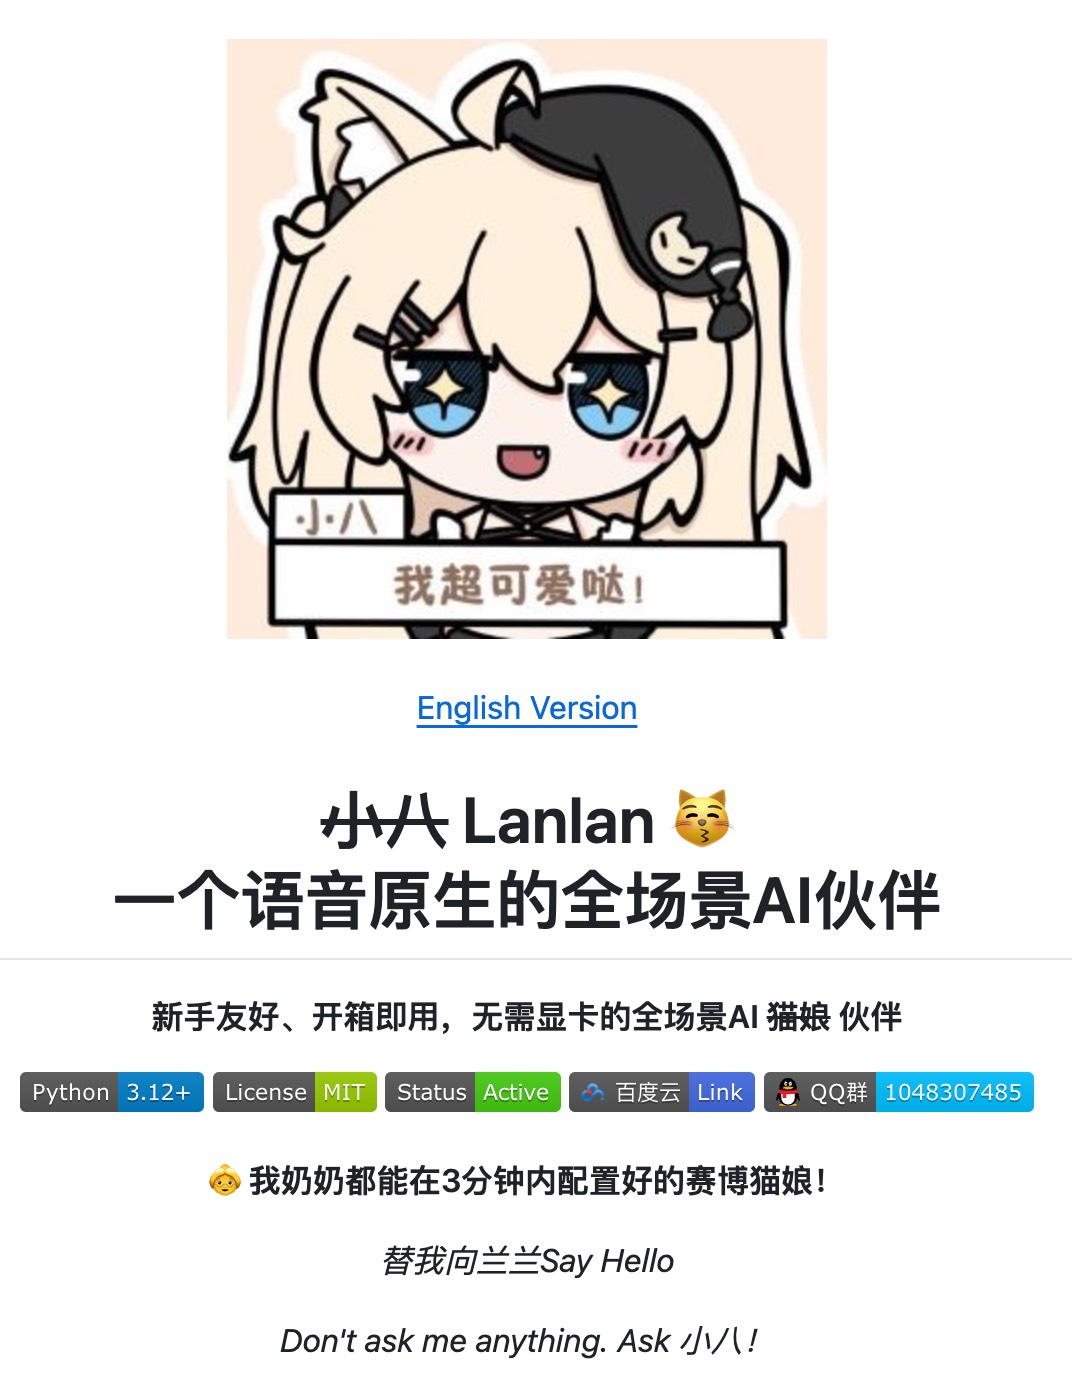 小八
我超可爱哒!
English Version
小八 Lanlan 😽
一个语音原生的全场景AI伙伴
新手友好、开箱即用，无需显卡的全场景AI 猫娘 伙伴
Python 3.12+ License MIT Status Active 百度云 Link QQ群 1048307485
👵 我奶奶都能在3分钟内配置好的赛博猫娘！
替我向兰兰Say Hello
Don't ask me anything. Ask 小八！